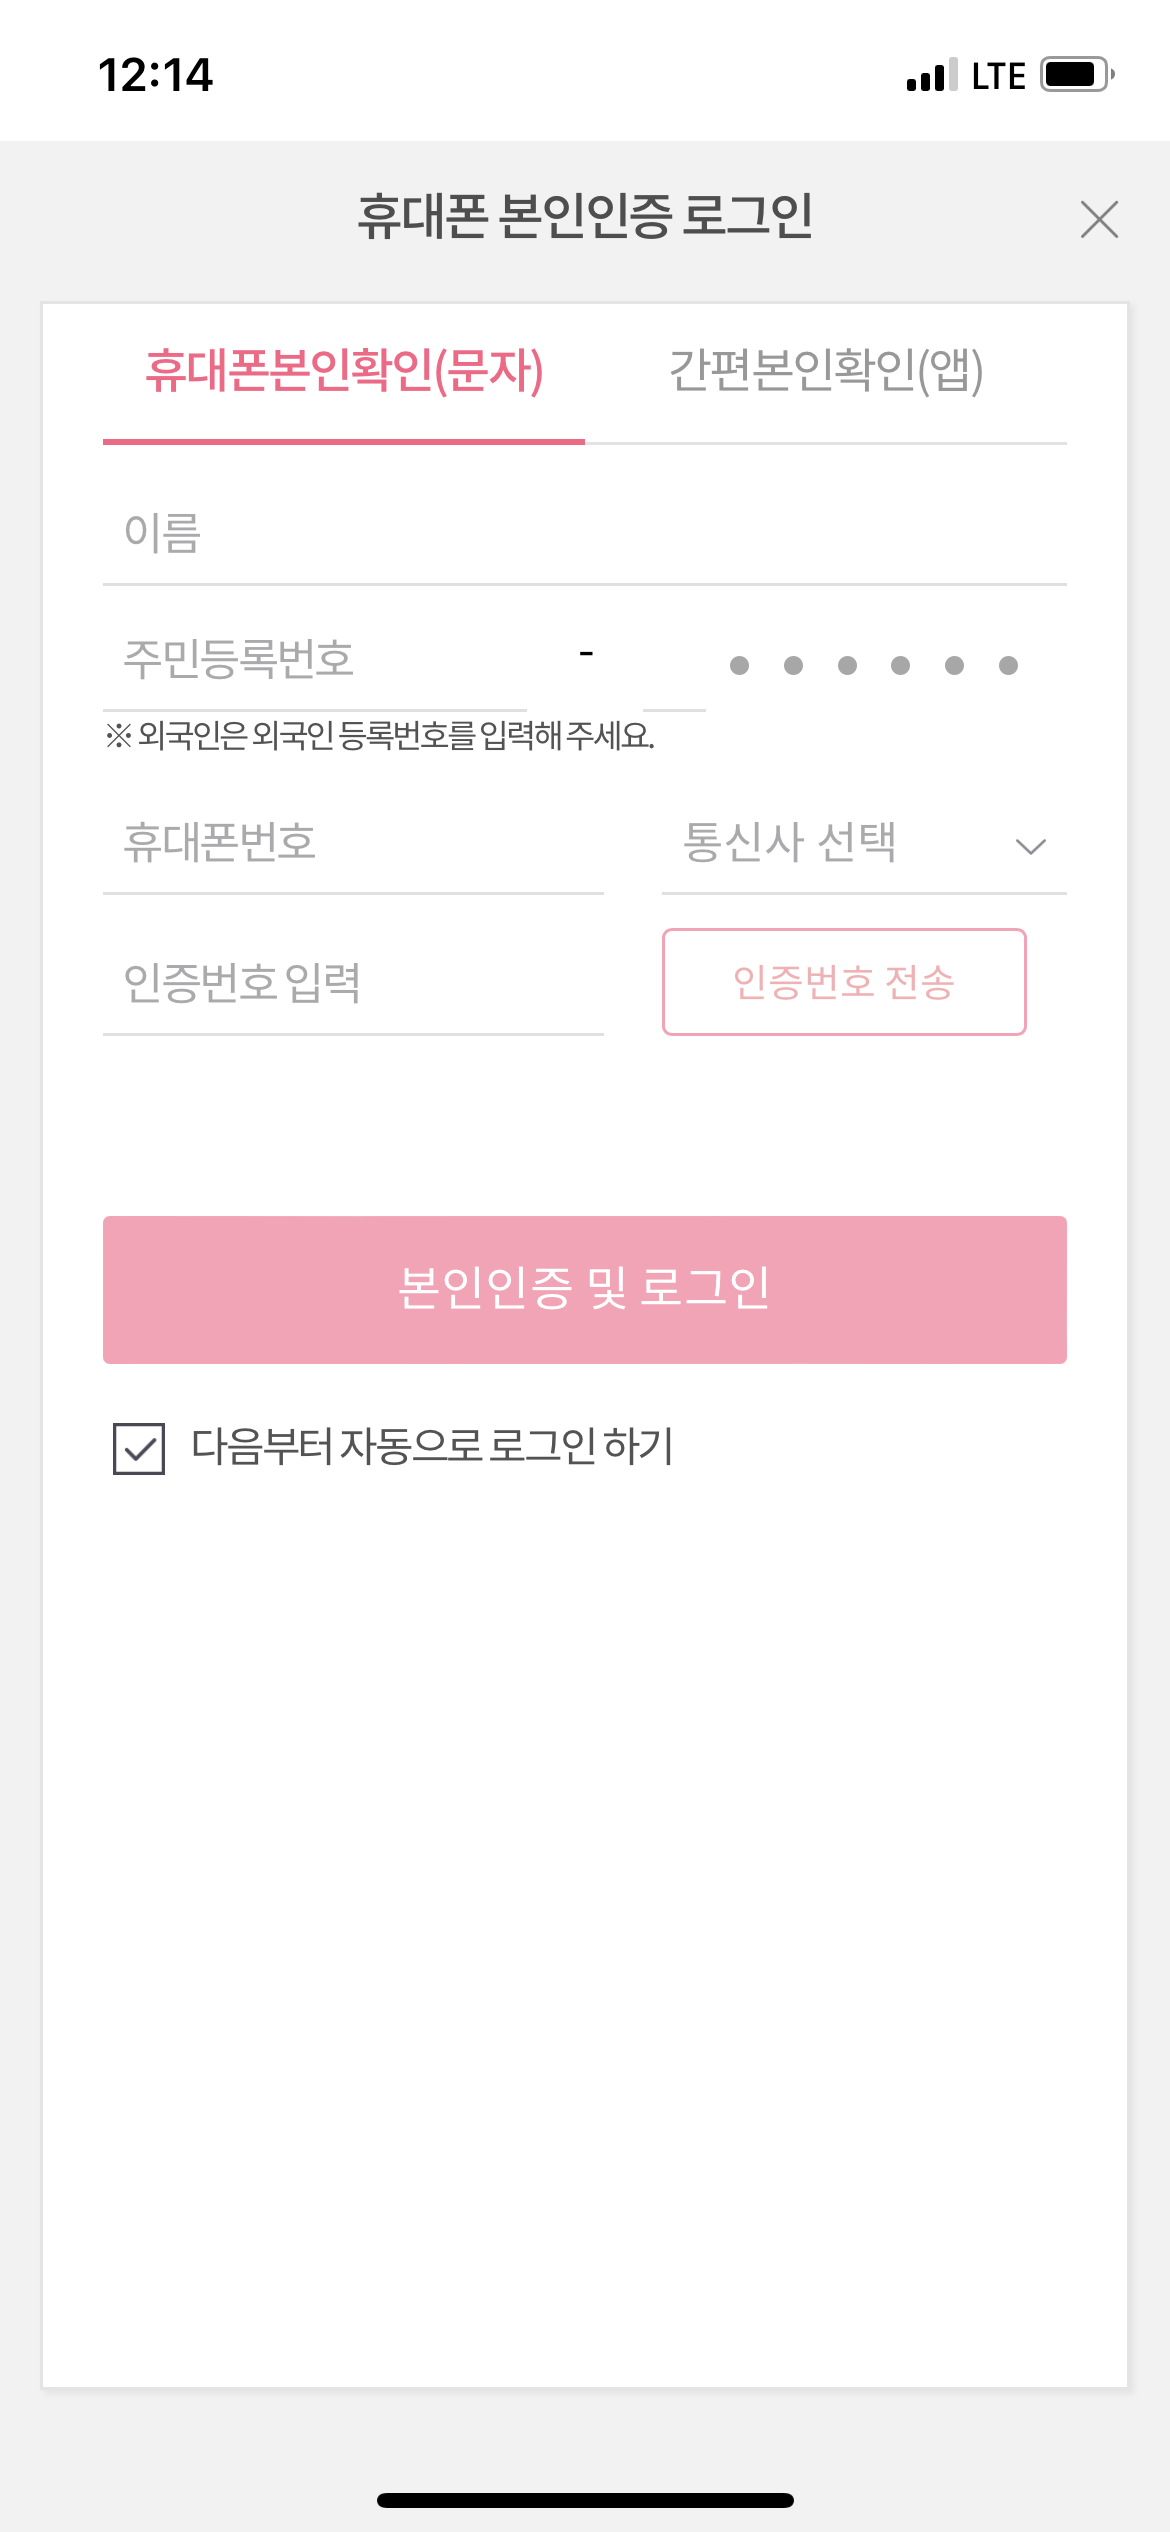 12:14 LTE
휴대폰 본인인증 로그인
휴대폰본인확인(문자) 간편본인확인(앱)
이름
주민등록번호 - ● ● ● ● ● ●
※ 외국인은 외국인 등록번호를 입력해 주세요.
휴대폰번호 통신사 선택
인증번호 입력 인증번호 전송
본인인증 및 로그인
다음부터 자동으로 로그인 하기